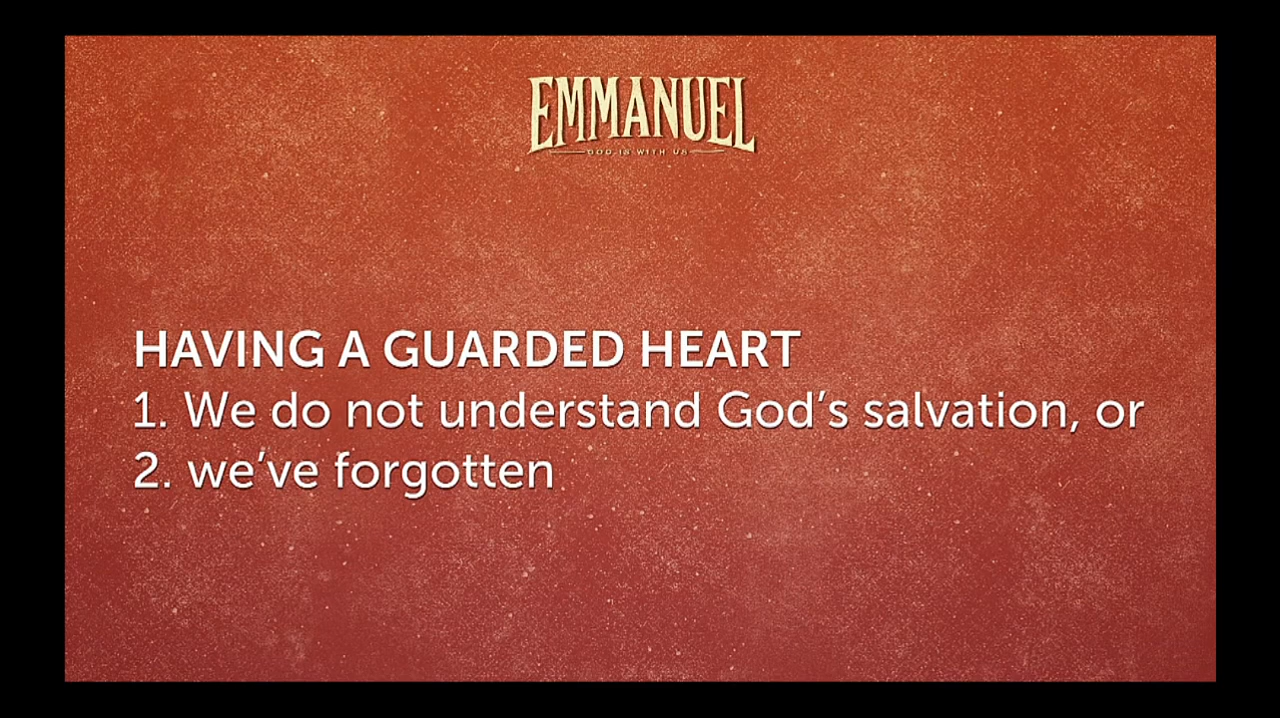 EMMANUEL
GOD IS WITH US
HAVING A GUARDED HEART
1. We do not understand God's salvation, or
2. we've forgotten